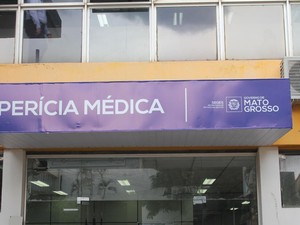 PERÍCIA MÉDICA
GOVERNO DE
MATO
GROSSO